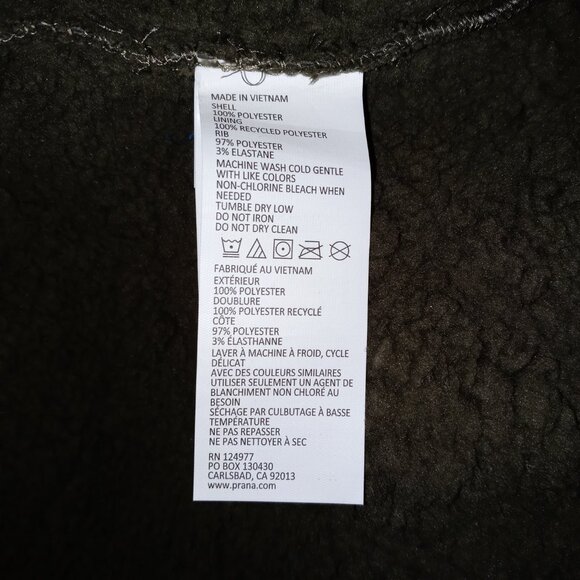 MADE IN VIETNAM
SHELL
100% POLYESTER
LINING
100% RECYCLED POLYESTER
RIB
97% POLYESTER
3% ELASTANE
MACHINE WASH COLD GENTLE
WITH LIKE COLORS
NON-CHLORINE BLEACH WHEN
NEEDED
TUMBLE DRY LOW
DO NOT IRON
DO NOT DRY CLEAN
FABRIQUÉ AU VIETNAM
EXTÉRIEUR
100% POLYESTER
DOUBLURE
100% POLYESTER RECYCLÉ
CÔTE
97% POLYESTER
3% ÉLASTHANNE
LAVER À MACHINE À FROID, CYCLE
DÉLICAT
AVEC DES COULEURS SIMILAIRES
UTILISER SEULEMENT UN AGENT DE
BLANCHIMENT NON CHLORÉ AU
BESOIN
SÉCHAGE PAR CULBUTAGE À BASSE
TEMPÉRATURE
NE PAS REPASSER
NE PAS NETTOYER À SEC
RN 124977
PO BOX 130430
CARLSBAD, CA 92013
www.prana.com